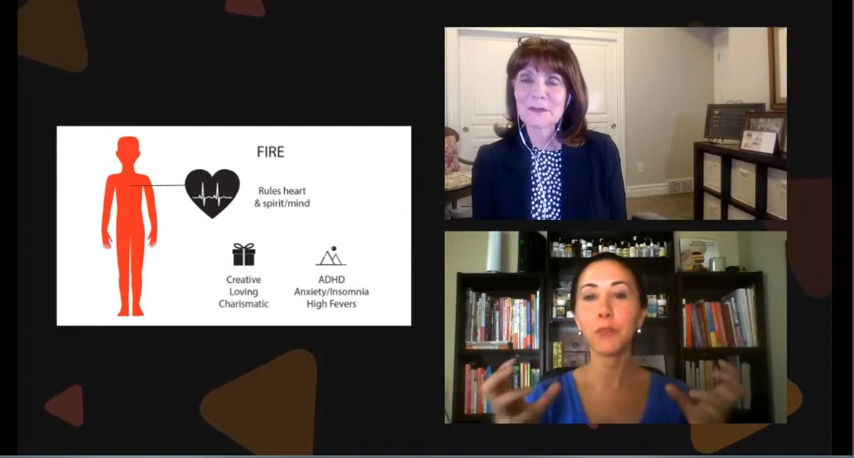 FIRE
Rules heart
& spirit/mind
Creative
Loving
Charismatic
ADHD
Anxiety/Insomnia
High Fevers